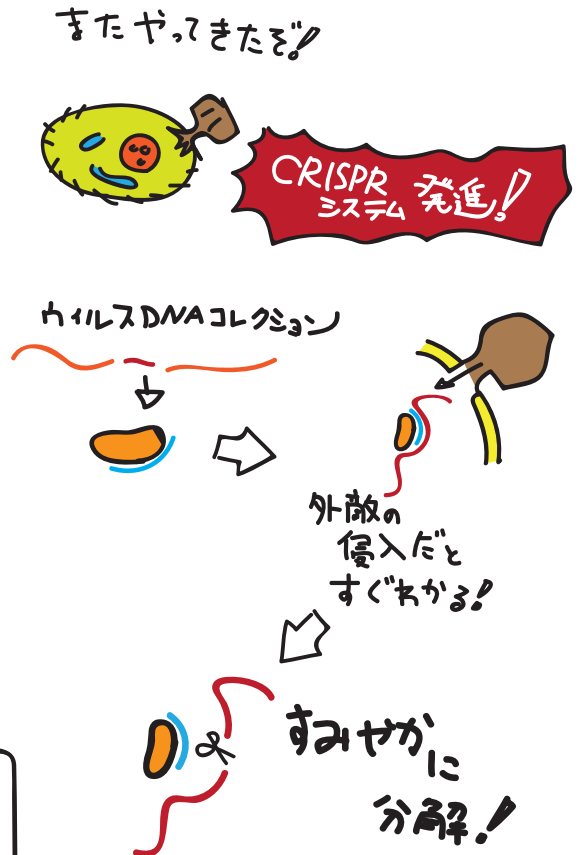 またやってきたぞ！
CRISPR
システム 発進！
ウィルスDNAコレクション
外敵の
侵入だと
すぐわかる！
すみやかに
分解！